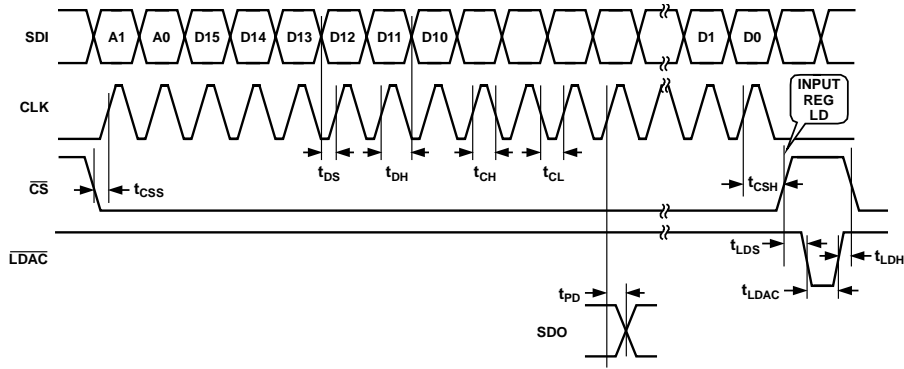 SDI A1 A0 D15 D14 D13 D12 D11 D10 D1 D0
CLK
INPUT
REG
LD
tDS tDH tCH tCL
CS tCSS tCSH
LDAC
tLDS tLDH
tLDAC
tPD
SDO